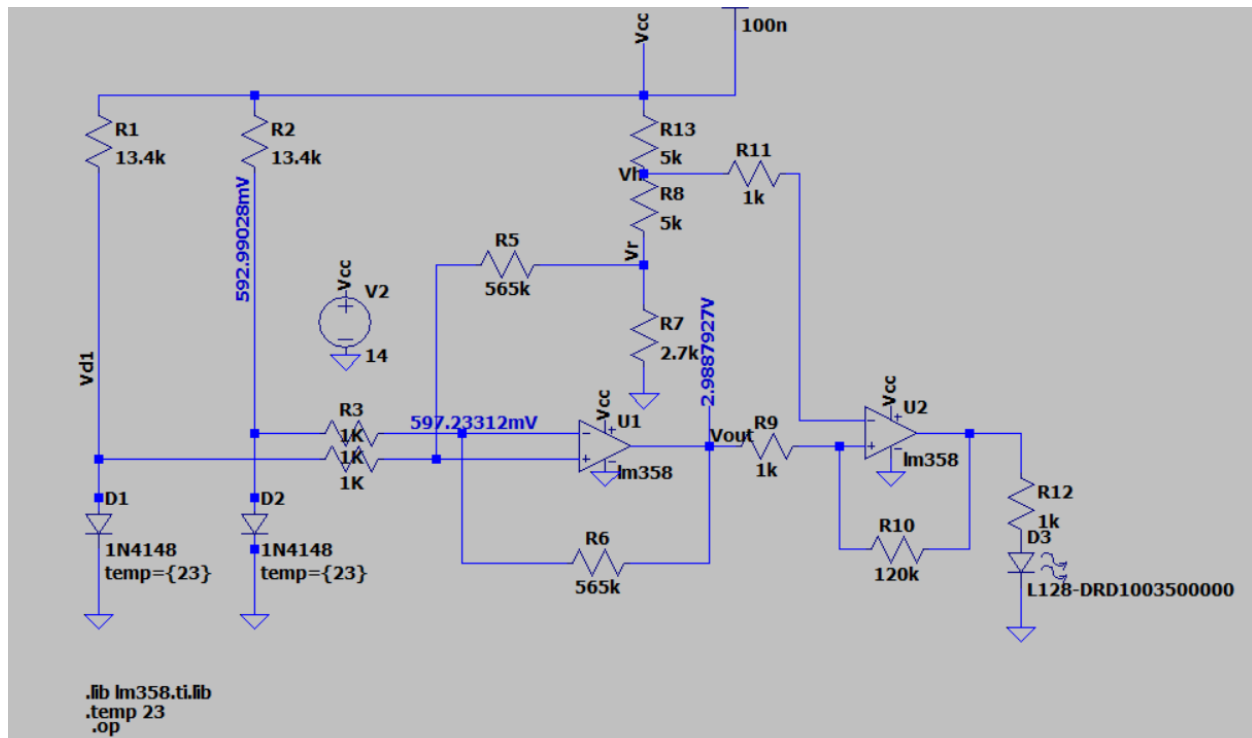 100n
Vcc
R1
13.4k
R2
13.4k
R13
5k
Vh
R11
1k
R8
5k
592.99028mV
R5
565k
Vr
Vcc
V2
14
R7
2.7k
2.9887927V
Vd1
R3
1K
1K
1K
597.23312mV
Vcc
U1
lm358
Vout
R9
1k
Vcc
U2
lm358
R6
565k
R10
120k
R12
1k
D1
1N4148
temp={23}
D2
1N4148
temp={23}
D3
L128-DRD1003500000
.lib lm358.ti.lib
.temp 23
.op